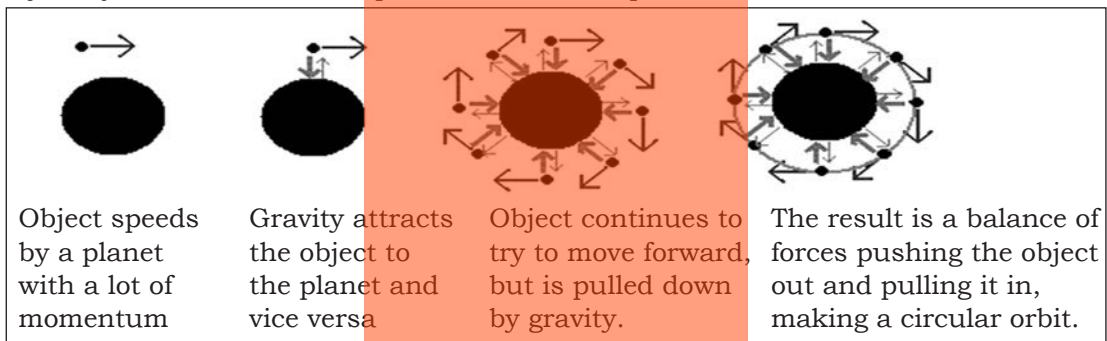 Object speeds
by a planet
with a lot of
momentum
Gravity attracts
the object to
the planet and
vice versa
Object continues to
try to move forward,
but is pulled down
by gravity.
The result is a balance of
forces pushing the object
out and pulling it in,
making a circular orbit.